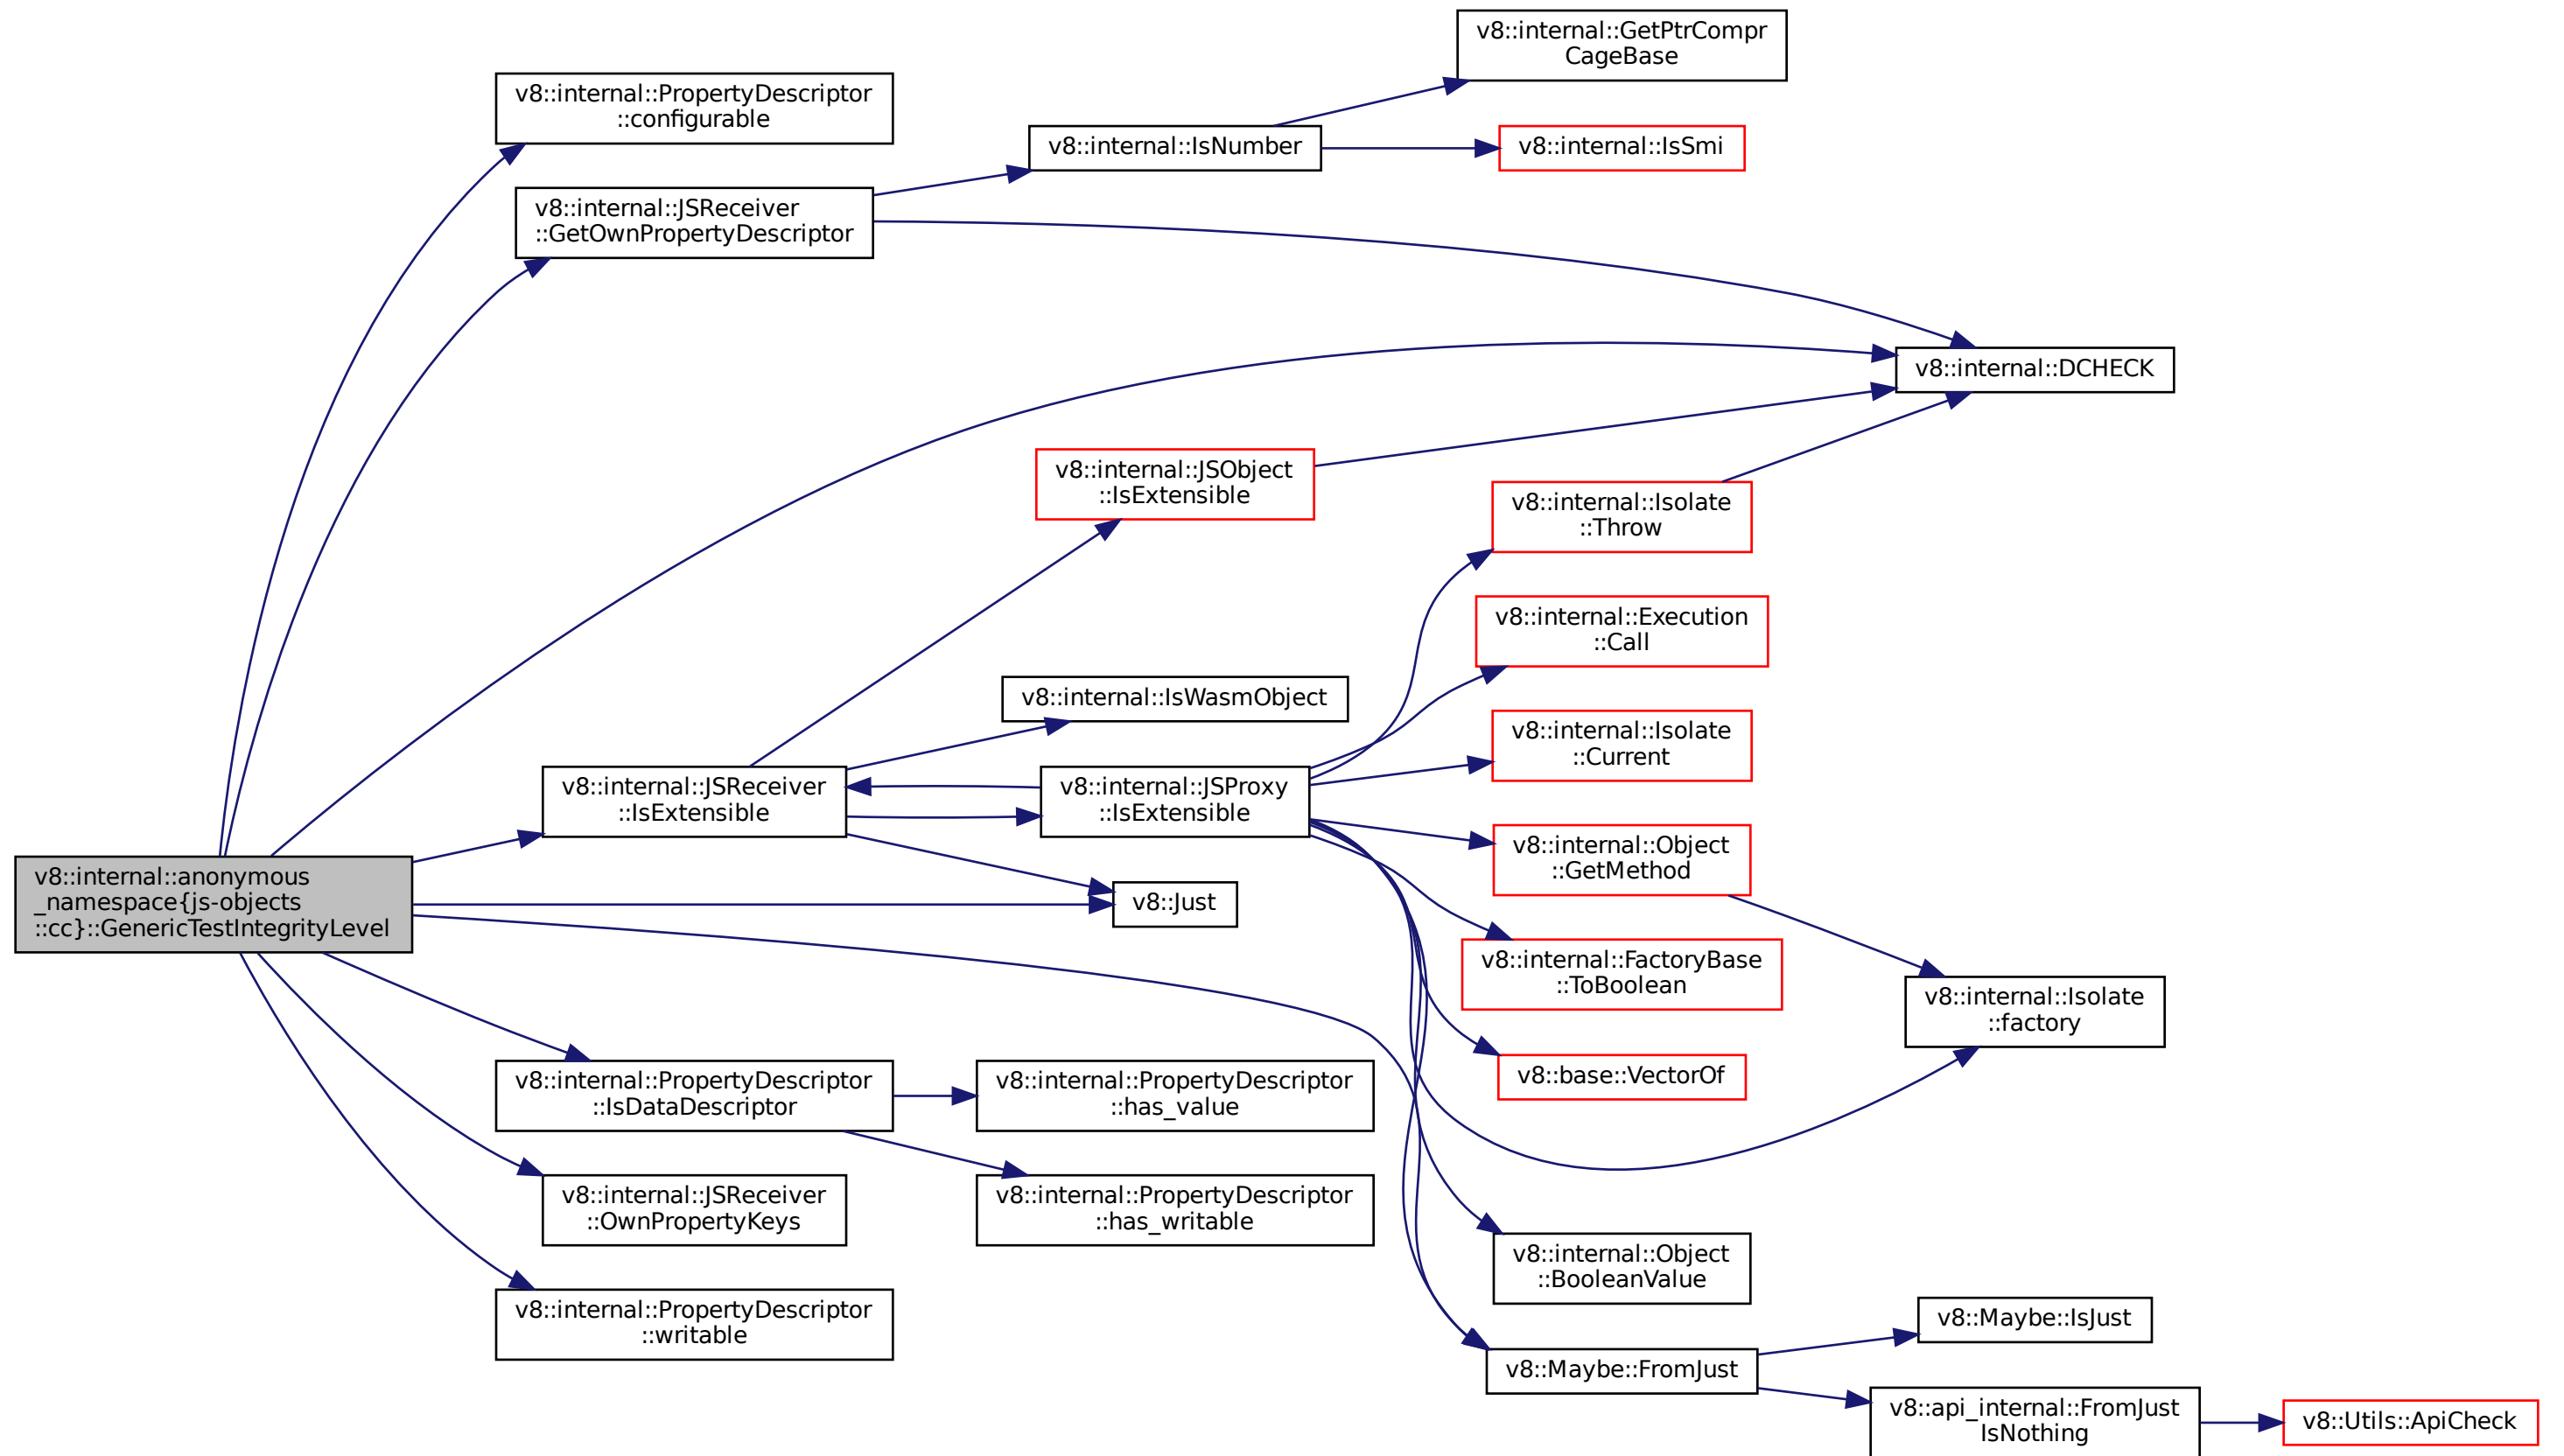 v8::internal::GetPtrCompr
CageBase
v8::internal::PropertyDescriptor
::configurable
v8::internal::IsNumber
v8::internal::IsSmi
v8::internal::JSReceiver
::GetOwnPropertyDescriptor
v8::internal::DCHECK
v8::internal::JSObject
::IsExtensible
v8::internal::Isolate
::Throw
v8::internal::Execution
::Call
v8::internal::IsWasmObject
v8::internal::Isolate
::Current
v8::internal::JSReceiver
::IsExtensible
v8::internal::JSProxy
::IsExtensible
v8::internal::Object
::GetMethod
v8::internal::anonymous
_namespace{js-objects
::cc}::GenericTestIntegrityLevel
v8::Just
v8::internal::FactoryBase
::ToBoolean
v8::internal::Isolate
::factory
v8::internal::PropertyDescriptor
::IsDataDescriptor
v8::internal::PropertyDescriptor
::has_value
v8::base::VectorOf
v8::internal::JSReceiver
::OwnPropertyKeys
v8::internal::PropertyDescriptor
::has_writable
v8::internal::Object
::BooleanValue
v8::internal::PropertyDescriptor
::writable
v8::Maybe::IsJust
v8::Maybe::FromJust
v8::api_internal::FromJust
IsNothing
v8::Utils::ApiCheck